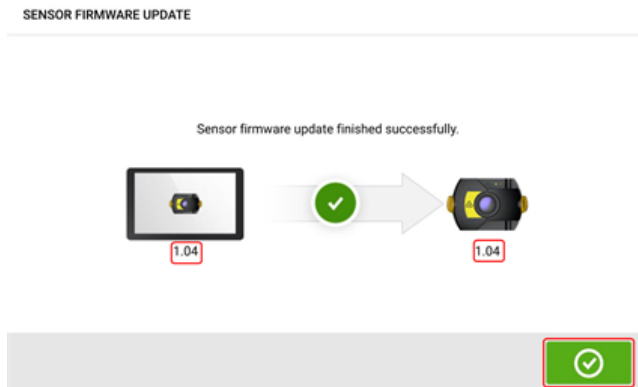 SENSOR FIRMWARE UPDATE
Sensor firmware update finished successfully.
1.04
1.04